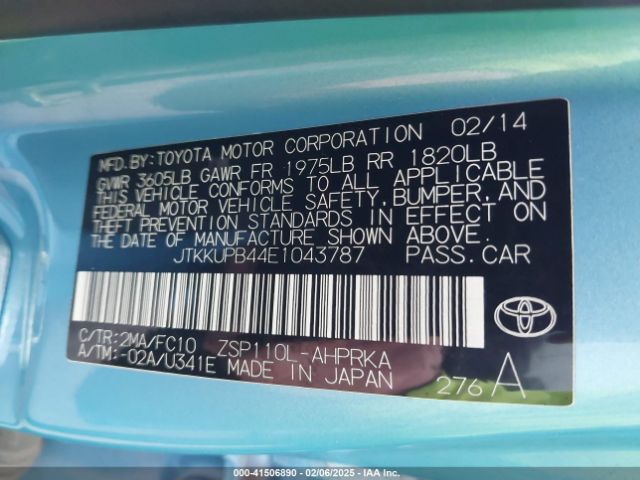 MFD.BY:TOYOTA MOTOR CORPORATION 02/14
GVWR 3605LB GAWR FR 1975LB RR 1820LB
THIS VEHICLE CONFORMS TO ALL APPLICABLE
FEDERAL MOTOR VEHICLE SAFETY,BUMPER,AND
THEFT PREVENTION STANDARDS IN EFFECT ON
THE DATE OF MANUFACTURE SHOWN ABOVE.
JTKKUPB44E1043787 PASS.CAR
C/TR:2MA/FC10 ZSP110L-AHPRKA
A/TM:-02A/U341E MADE IN JAPAN 276 A
TOYOTA
000-41506890 - 02/06/2025 - IAA Inc.